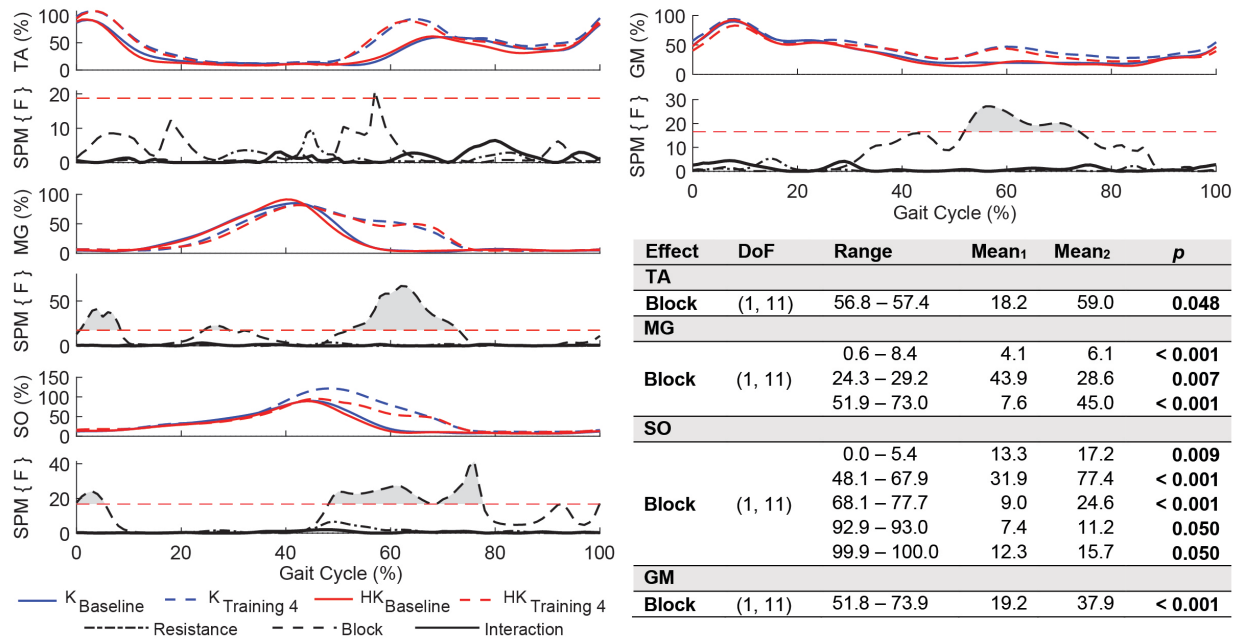 TA (%)
100
50
0
SPM { F }
20
10
0
MG (%)
100
50
0
SPM { F }
50
0
SO (%)
150
100
50
0
SPM { F }
40
20
0
0 20 40 60 80 100
Gait Cycle (%)
K Baseline K Training 4 HK Baseline HK Training 4
Resistance Block Interaction
GM (%)
100
50
0
SPM { F }
30
20
10
0
0 20 40 60 80 100
Gait Cycle (%)
Effect DoF Range Mean1 Mean2 p
TA
Block (1, 11) 56.8 – 57.4 18.2 59.0 0.048
MG
0.6 – 8.4 4.1 6.1 < 0.001
Block (1, 11) 24.3 – 29.2 43.9 28.6 0.007
51.9 – 73.0 7.6 45.0 < 0.001
SO
0.0 – 5.4 13.3 17.2 0.009
48.1 – 67.9 31.9 77.4 < 0.001
Block (1, 11) 68.1 – 77.7 9.0 24.6 < 0.001
92.9 – 93.0 7.4 11.2 0.050
99.9 – 100.0 12.3 15.7 0.050
GM
Block (1, 11) 51.8 – 73.9 19.2 37.9 < 0.001